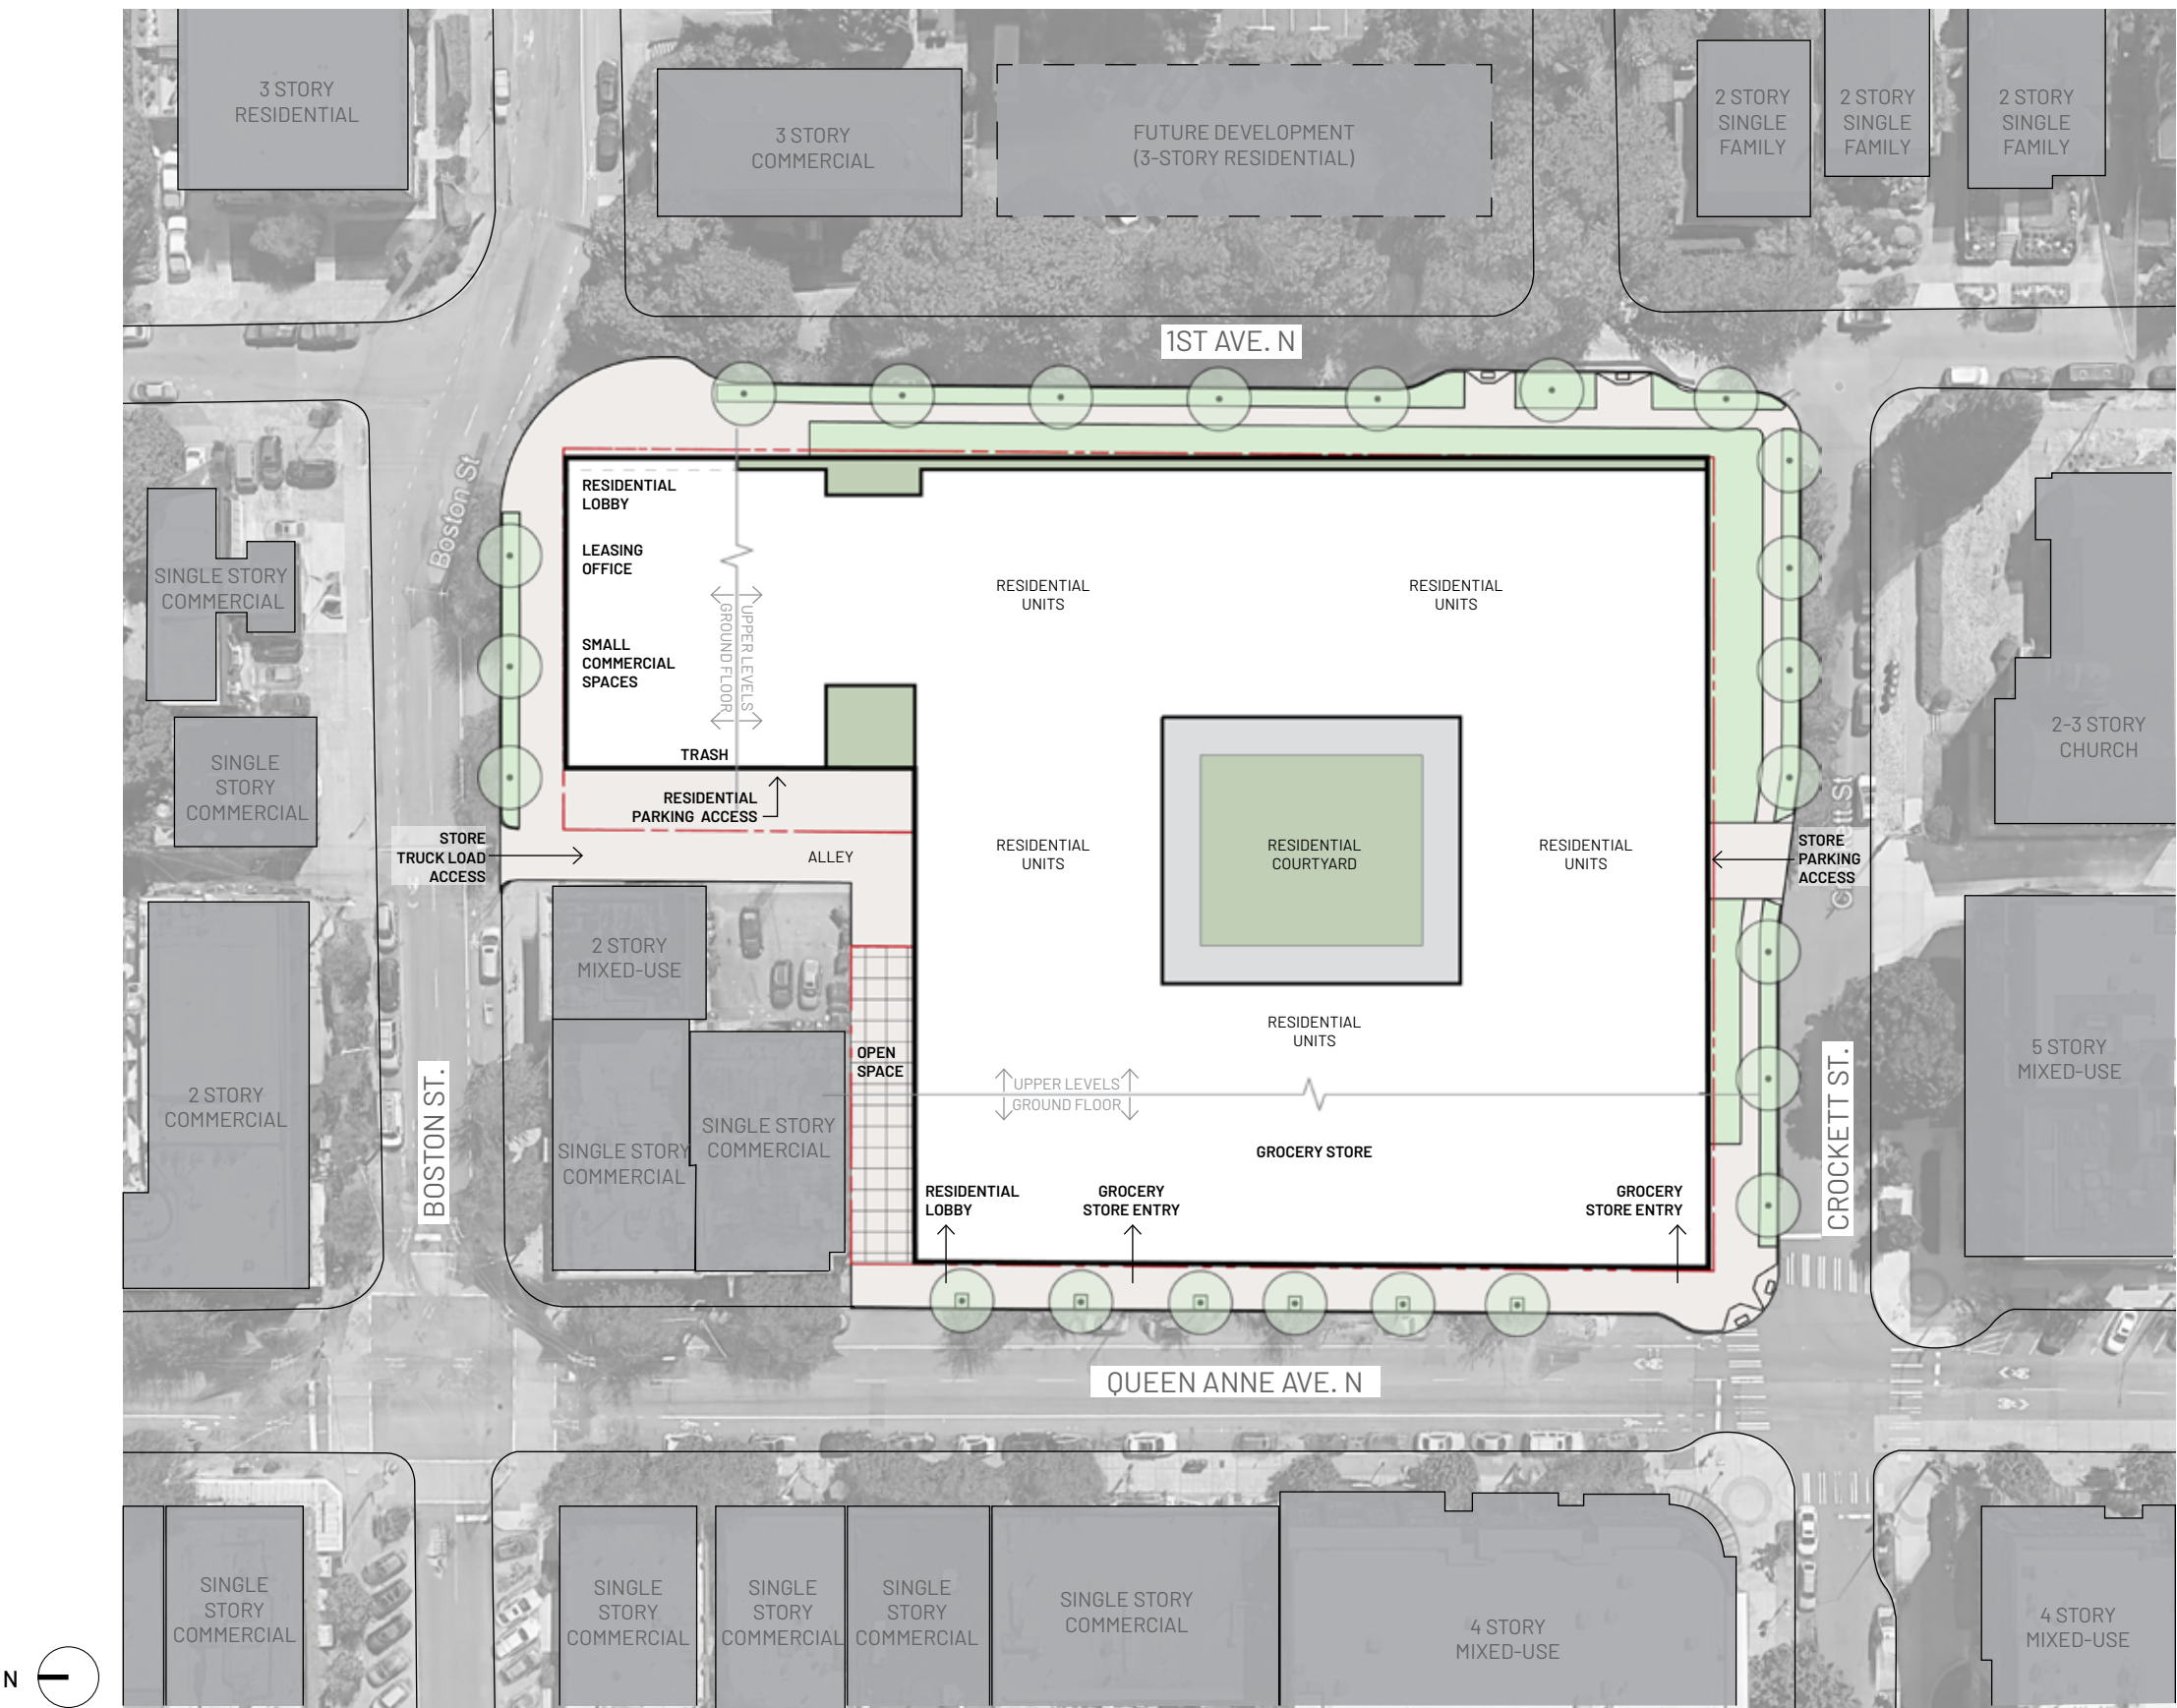 3 STORY
RESIDENTIAL
3 STORY
COMMERCIAL
FUTURE DEVELOPMENT
(3-STORY RESIDENTIAL)
2 STORY
SINGLE
FAMILY
2 STORY
SINGLE
FAMILY
2 STORY
SINGLE
FAMILY
1ST AVE. N
Boston St
RESIDENTIAL
LOBBY
LEASING
OFFICE
SMALL
COMMERCIAL
SPACES
TRASH
GROUND FLOOR
UPPER LEVELS
RESIDENTIAL
UNITS
RESIDENTIAL
UNITS
SINGLE STORY
COMMERCIAL
SINGLE
STORY
COMMERCIAL
2-3 STORY
CHURCH
RESIDENTIAL
PARKING ACCESS
STORE
TRUCK LOAD
ACCESS
ALLEY
RESIDENTIAL
UNITS
RESIDENTIAL
COURTYARD
RESIDENTIAL
UNITS
STORE
PARKING
ACCESS
2 STORY
MIXED-USE
OPEN
SPACE
RESIDENTIAL
UNITS
UPPER LEVELS
GROUND FLOOR
2 STORY
COMMERCIAL
BOSTON ST.
SINGLE STORY
COMMERCIAL
SINGLE STORY
COMMERCIAL
GROCERY STORE
RESIDENTIAL
LOBBY
GROCERY
STORE ENTRY
GROCERY
STORE ENTRY
CROCKETT ST.
5 STORY
MIXED-USE
QUEEN ANNE AVE. N
SINGLE
STORY
COMMERCIAL
SINGLE
STORY
COMMERCIAL
SINGLE
STORY
COMMERCIAL
SINGLE
STORY
COMMERCIAL
SINGLE STORY
COMMERCIAL
4 STORY
MIXED-USE
4 STORY
MIXED-USE
N